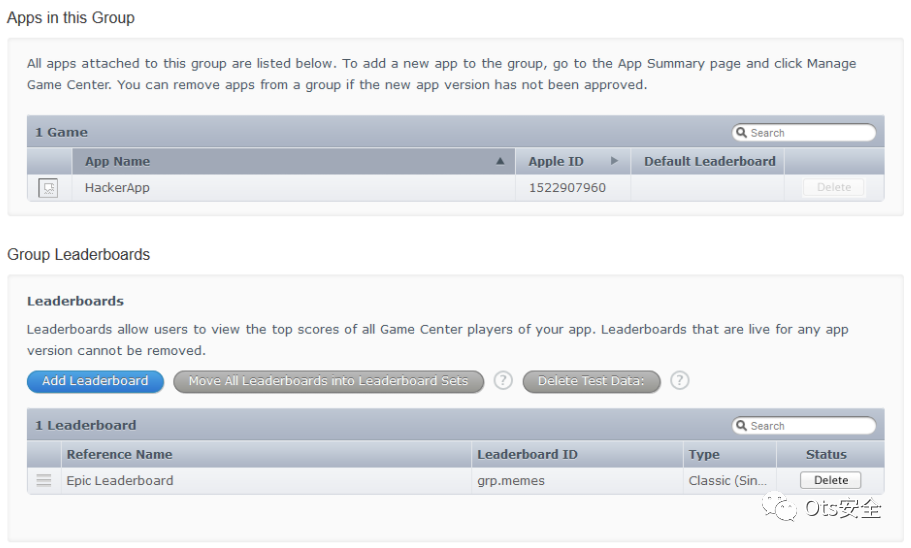 Apps in this Group
All apps attached to this group are listed below. To add a new app to the group, go to the App Summary page and click Manage
Game Center. You can remove apps from a group if the new app version has not been approved.
1 Game
Search
App Name Apple ID Default Leaderboard
HackerApp 1522907960 Delete
Group Leaderboards
Leaderboards
Leaderboards allow users to view the top scores of all Game Center players of your app. Leaderboards that are live for any app
version cannot be removed.
Add Leaderboard Move All Leaderboards into Leaderboard Sets ? Delete Test Data: ?
1 Leaderboard
Search
Reference Name Leaderboard ID Type Status
Epic Leaderboard grp.memes Classic (Sin... Delete
Ots安全